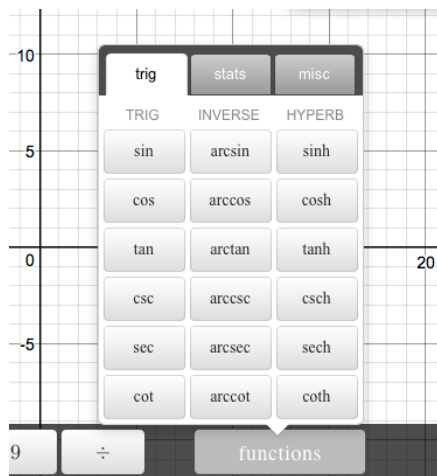 10
trig stats misc
TRIG INVERSE HYPERB
sin arcsin sinh
5
cos arccos cosh
tan arctan tanh
0 20
csc arccsc csch
-5
sec arcsec sech
cot arccot coth
9 ÷ functions